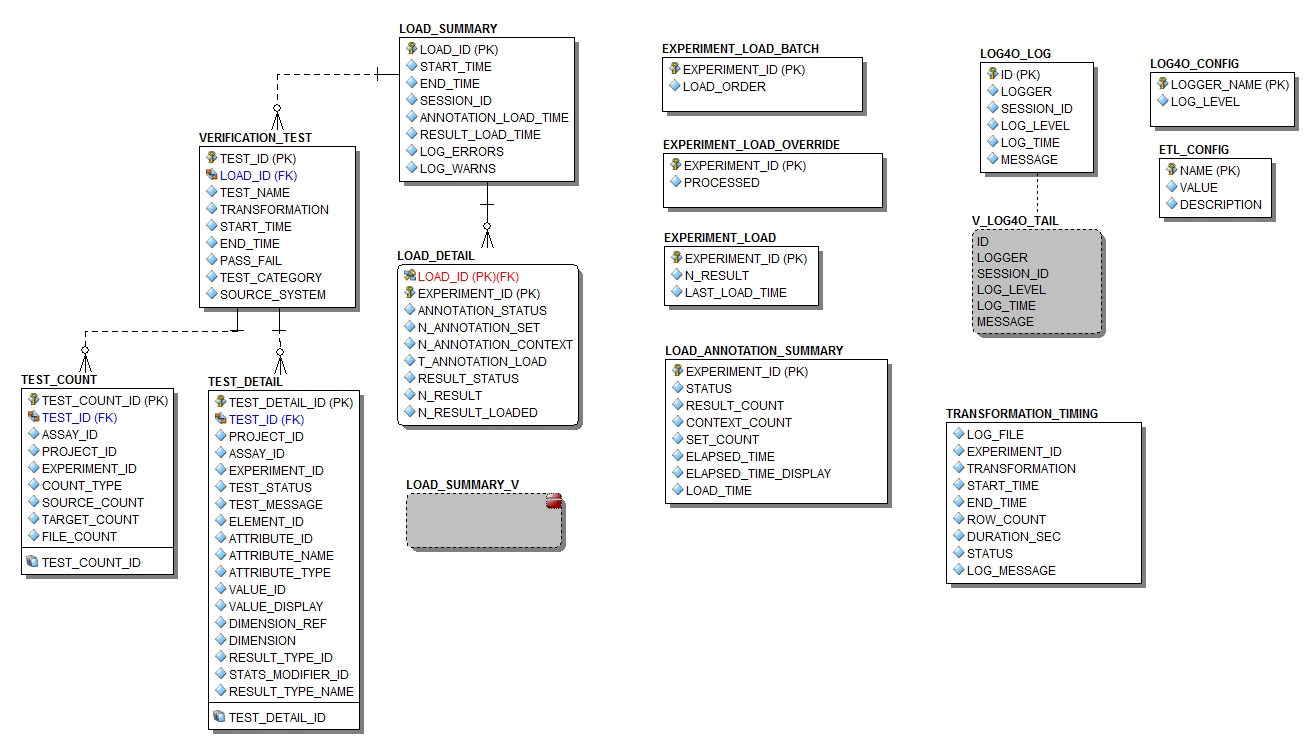 LOAD_SUMMARY
LOAD_ID (PK)
START_TIME
END_TIME
SESSION_ID
ANNOTATION_LOAD_TIME
RESULT_LOAD_TIME
LOG_ERRORS
LOG_WARNS
VERIFICATION_TEST
TEST_ID (PK)
LOAD_ID (FK)
TEST_NAME
TRANSFORMATION
START_TIME
END_TIME
PASS_FAIL
TEST_CATEGORY
SOURCE_SYSTEM
LOAD_DETAIL
LOAD_ID (PK)(FK)
EXPERIMENT_ID (PK)
ANNOTATION_STATUS
N_ANNOTATION_SET
N_ANNOTATION_CONTEXT
T_ANNOTATION_LOAD
RESULT_STATUS
N_RESULT
N_RESULT_LOADED
TEST_COUNT
TEST_COUNT_ID (PK)
TEST_ID (FK)
ASSAY_ID
PROJECT_ID
EXPERIMENT_ID
COUNT_TYPE
SOURCE_COUNT
TARGET_COUNT
FILE_COUNT
TEST_COUNT_ID
TEST_DETAIL
TEST_DETAIL_ID (PK)
TEST_ID (FK)
PROJECT_ID
ASSAY_ID
EXPERIMENT_ID
TEST_STATUS
TEST_MESSAGE
ELEMENT_ID
ATTRIBUTE_ID
ATTRIBUTE_NAME
ATTRIBUTE_TYPE
VALUE_ID
VALUE_DISPLAY
DIMENSION_REF
DIMENSION
RESULT_TYPE_ID
STATS_MODIFIER_ID
RESULT_TYPE_NAME
TEST_DETAIL_ID
LOAD_SUMMARY_V
EXPERIMENT_LOAD_BATCH
EXPERIMENT_ID (PK)
LOAD_ORDER
EXPERIMENT_LOAD_OVERRIDE
EXPERIMENT_ID (PK)
PROCESSED
EXPERIMENT_LOAD
EXPERIMENT_ID (PK)
N_RESULT
LAST_LOAD_TIME
LOAD_ANNOTATION_SUMMARY
EXPERIMENT_ID (PK)
STATUS
RESULT_COUNT
CONTEXT_COUNT
SET_COUNT
ELAPSED_TIME
ELAPSED_TIME_DISPLAY
LOAD_TIME
LOG4O_LOG
ID (PK)
LOGGER
SESSION_ID
LOG_LEVEL
LOG_TIME
MESSAGE
V_LOG4O_TAIL
ID
LOGGER
SESSION_ID
LOG_LEVEL
LOG_TIME
MESSAGE
LOG4O_CONFIG
LOGGER_NAME (PK)
LOG_LEVEL
ETL_CONFIG
NAME (PK)
VALUE
DESCRIPTION
TRANSFORMATION_TIMING
LOG_FILE
EXPERIMENT_ID
TRANSFORMATION
START_TIME
END_TIME
ROW_COUNT
DURATION_SEC
STATUS
LOG_MESSAGE